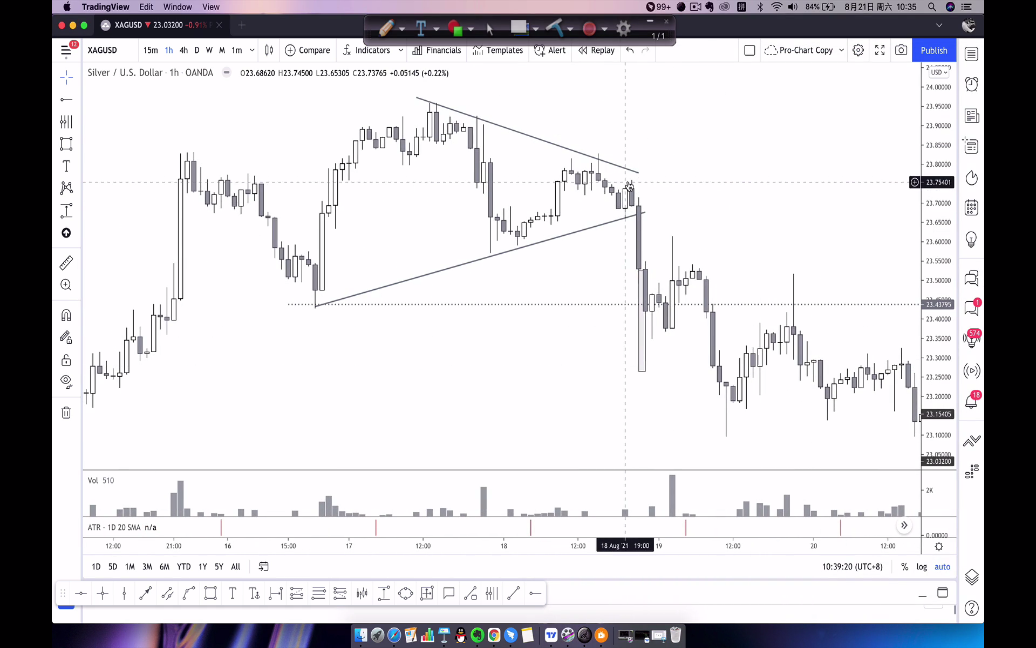 TradingView Edit Window View
99+ 拼 84% 8月21日周六 10:35
XAGUSD ▼ 23.03200 -0.91%
1/1
XAGUSD 15m 1h 4h D W M 1m Compare Indicators Financials Templates Alert Replay Pro-Chart Copy Publish
Silver / U.S. Dollar · 1h · OANDA O23.68620 H23.74500 L23.65305 C23.73765 +0.05145 (+0.22%)
USD
24.00000
23.95000
23.90000
23.85000
23.80000
23.75401
23.70000
23.65000
23.60000
23.55000
23.50000
23.43795
23.40000
23.35000
23.30000
23.25000
23.20000
23.15405
23.10000
23.03200
Vol 510
2K
ATR · 1D 20 SMA n/a
0.00000
12:00 21:00 16 15:00 17 12:00 18 12:00 18 Aug '21 19:00 19 12:00 20 12:00
1D 5D 1M 3M 6M YTD 1Y 5Y All 10:39:20 (UTC+8) % log auto
12
1
574
18